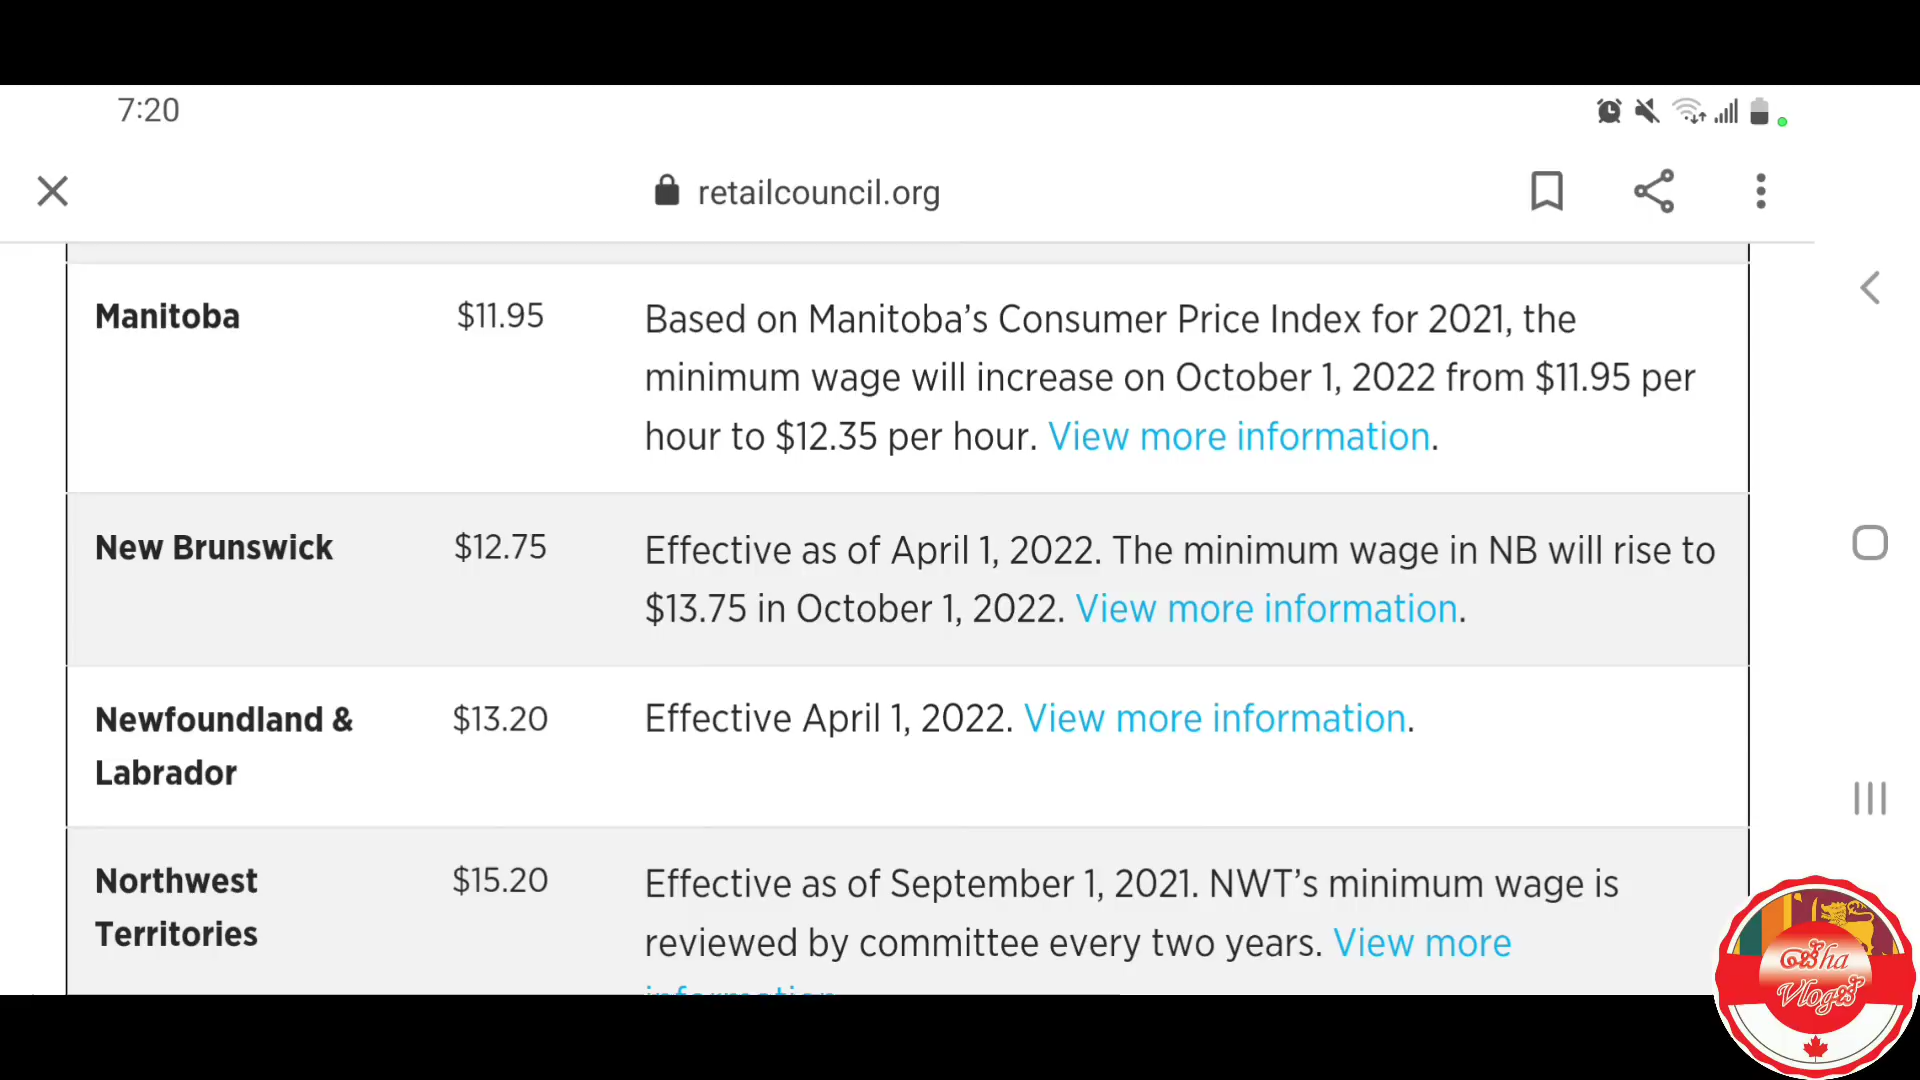 7:20
retailcouncil.org
Manitoba
$11.95
Based on Manitoba’s Consumer Price Index for 2021, the
minimum wage will increase on October 1, 2022 from $11.95 per
hour to $12.35 per hour. View more information.
New Brunswick
$12.75
Effective as of April 1, 2022. The minimum wage in NB will rise to
$13.75 in October 1, 2022. View more information.
Newfoundland &
Labrador
$13.20
Effective April 1, 2022. View more information.
Northwest
Territories
$15.20
Effective as of September 1, 2021. NWT’s minimum wage is
reviewed by committee every two years. View more